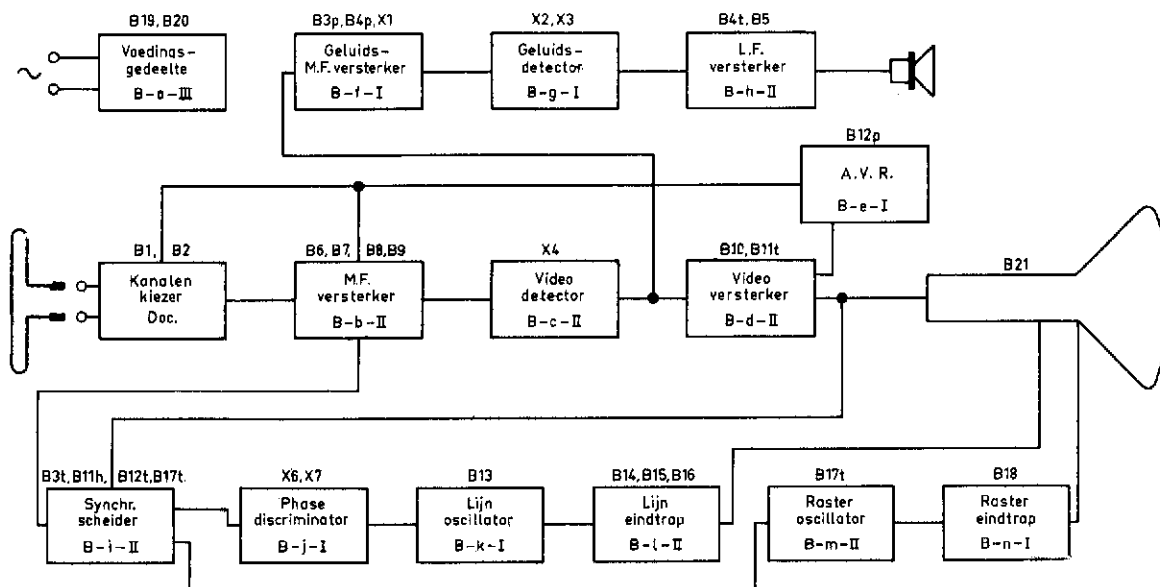 B19, B20
Voedings-
gedeelte
B-a-III
B3p, B4p, X1
Geluids-
M.F. versterker
B-f-I
X2, X3
Geluids-
detector
B-g-I
B4t, B5
L.F.
versterker
B-h-II
B12p
A.V.R.
B-e-I
B1, B2
Kanalen
kiezer
Doc.
B6, B7, B8, B9
M.F.
versterker
B-b-II
X4
Video
detector
B-c-II
B10, B11t
Video
versterker
B-d-II
B21
B3t, B11h, B12t, B17t.
Synchr.
scheider
B-i-II
X6, X7
Phase
discriminator
B-j-I
B13
Lijn
oscillator
B-k-I
B14, B15, B16
Lijn
eindtrap
B-l-II
B17t
Raster
oscillator
B-m-II
B18
Raster
eindtrap
B-n-I